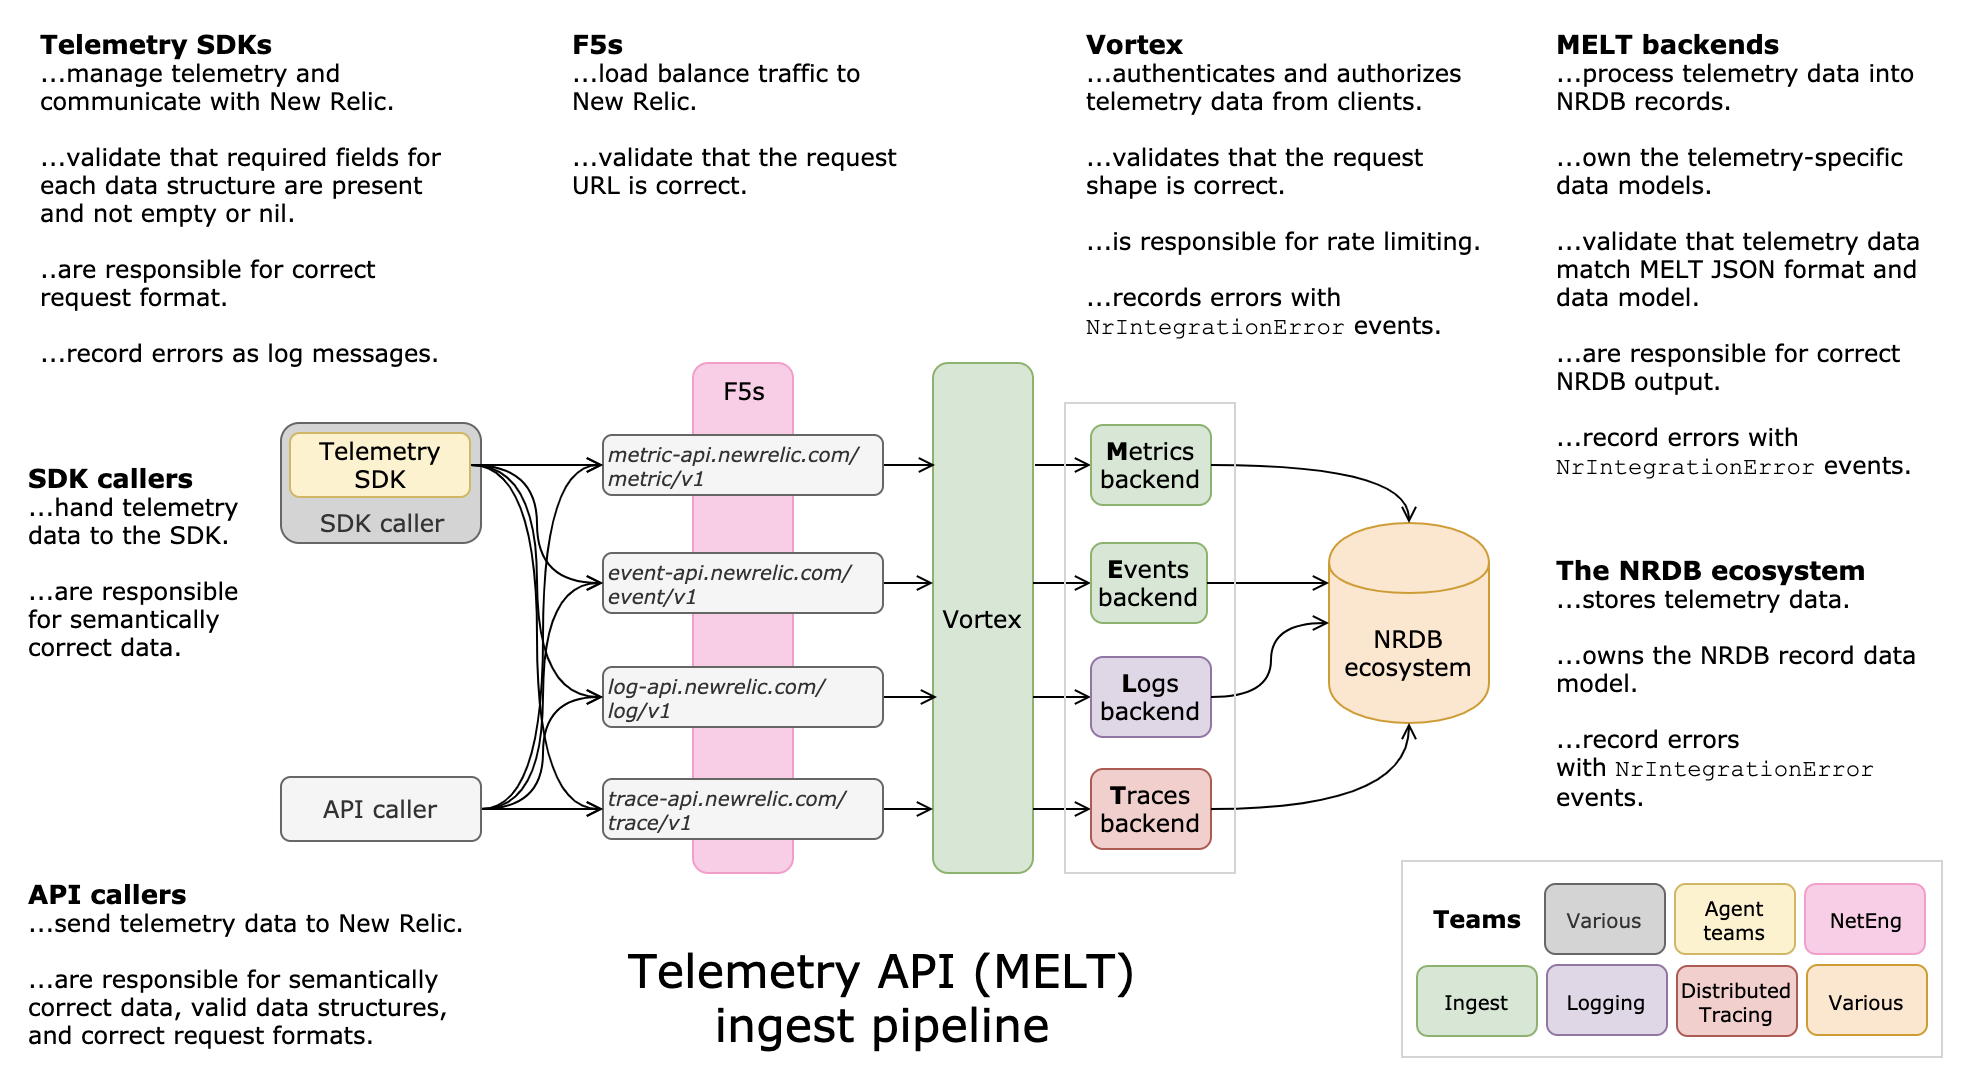 Telemetry SDKs
…manage telemetry and
communicate with New Relic.
…validate that required fields for
each data structure are present
and not empty or nil.
..are responsible for correct
request format.
…record errors as log messages.
F5s
…load balance traffic to
New Relic.
…validate that the request
URL is correct.
Vortex
…authenticates and authorizes
telemetry data from clients.
…validates that the request
shape is correct.
…is responsible for rate limiting.
…records errors with
NrIntegrationError events.
MELT backends
…process telemetry data into
NRDB records.
…own the telemetry-specific
data models.
…validate that telemetry data
match MELT JSON format and
data model.
…are responsible for correct
NRDB output.
…record errors with
NrIntegrationError events.
SDK callers
…hand telemetry
data to the SDK.
…are responsible
for semantically
correct data.
Telemetry
SDK
SDK caller
API caller
F5s
metric-api.newrelic.com/
metric/v1
event-api.newrelic.com/
event/v1
log-api.newrelic.com/
log/v1
trace-api.newrelic.com/
trace/v1
Vortex
Metrics
backend
Events
backend
Logs
backend
Traces
backend
NRDB
ecosystem
The NRDB ecosystem
…stores telemetry data.
…owns the NRDB record data
model.
…record errors
with NrIntegrationError
events.
API callers
…send telemetry data to New Relic.
…are responsible for semantically
correct data, valid data structures,
and correct request formats.
Telemetry API (MELT)
ingest pipeline
Teams
Various
Agent
teams
NetEng
Ingest
Logging
Distributed
Tracing
Various